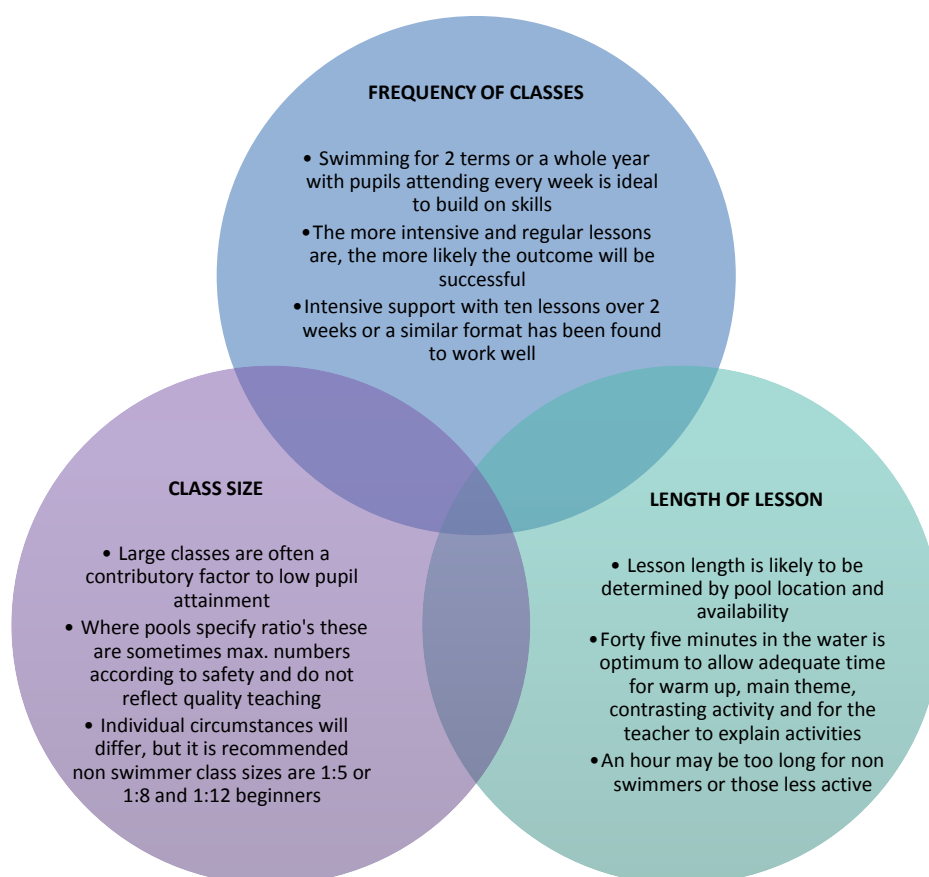 FREQUENCY OF CLASSES
• Swimming for 2 terms or a whole year
with pupils attending every week is ideal
to build on skills
•The more intensive and regular lessons
are, the more likely the outcome will be
successful
•Intensive support with ten lessons over 2
weeks or a similar format has been found
to work well
CLASS SIZE
• Large classes are often a
contributory factor to low pupil
attainment
• Where pools specify ratio's these
are sometimes max. numbers
according to safety and do not
reflect quality teaching
• Individual circumstances will
differ, but it is recommended
non swimmer class sizes are 1:5 or
1:8 and 1:12 beginners
LENGTH OF LESSON
• Lesson length is likely to be
determined by pool location and
availability
•Forty five minutes in the water is
optimum to allow adequate time
for warm up, main theme,
contrasting activity and for the
teacher to explain activities
•An hour may be too long for non
swimmers or those less active